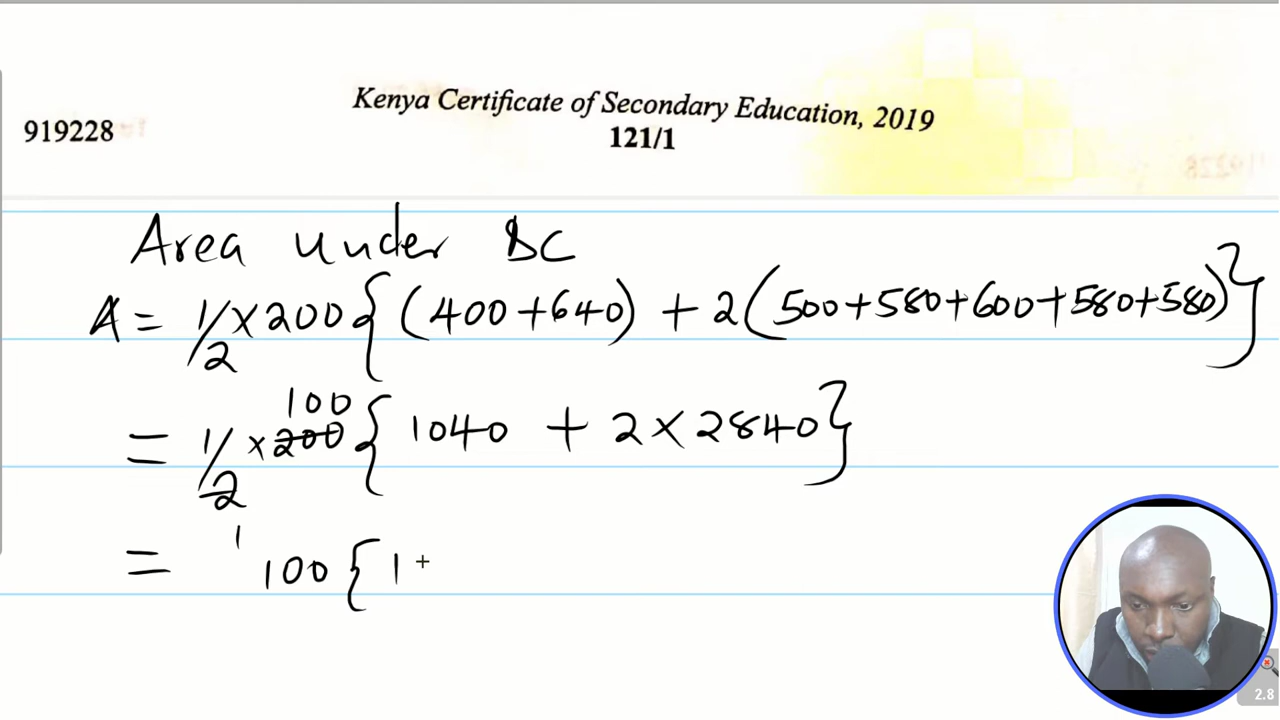 Kenya Certificate of Secondary Education, 2019
919228
121/1
Area under BC
A = 1/2 × 200 { (400+640) + 2 (500+580+600+580+580) }
100
= 1/2 × 200 { 1040 + 2 × 2840 }
1
= 100 { 1
2.8